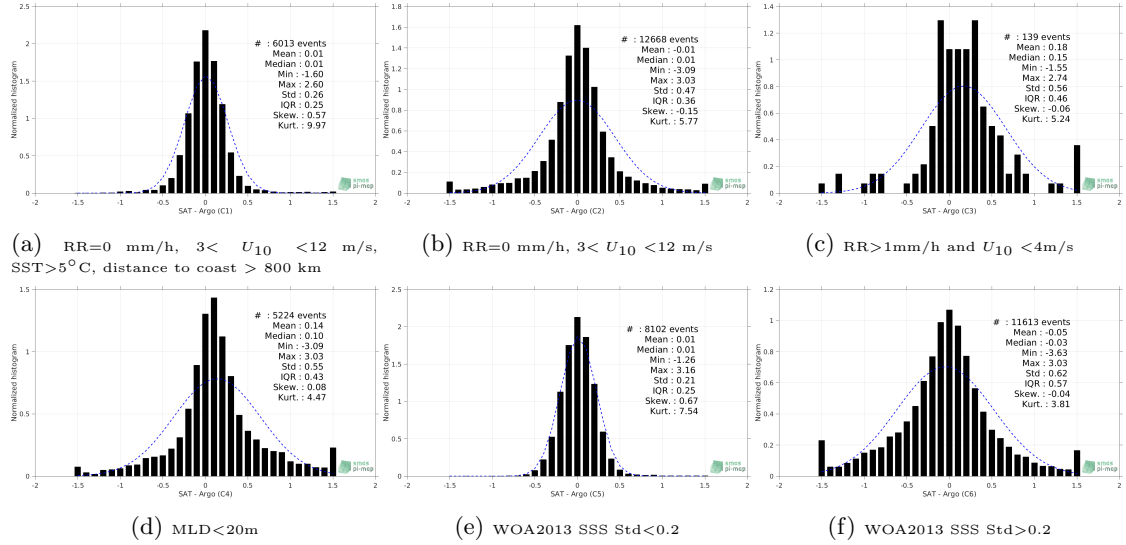 Normalized histogram
2.5
2
1.5
1
0.5
0
-2 -1.5 -1 -0.5 0 0.5 1 1.5 2
# : 6013 events
Mean : 0.01
Median : 0.01
Min : -1.60
Max : 2.60
Std : 0.26
IQR : 0.25
Skew. : 0.57
Kurt. : 9.97
smos
pi-mep
SAT - Argo (C1)
(a) RR=0 mm/h, 3< U10 <12 m/s,
SST>5°C, distance to coast > 800 km
Normalized histogram
1.8
1.6
1.4
1.2
1
0.8
0.6
0.4
0.2
0
-2 -1.5 -1 -0.5 0 0.5 1 1.5 2
# : 12668 events
Mean : -0.01
Median : 0.01
Min : -3.09
Max : 3.03
Std : 0.47
IQR : 0.36
Skew. : -0.15
Kurt. : 5.77
smos
pi-mep
SAT - Argo (C2)
(b) RR=0 mm/h, 3< U10 <12 m/s
Normalized histogram
1.4
1.2
1
0.8
0.6
0.4
0.2
0
-2 -1.5 -1 -0.5 0 0.5 1 1.5 2
# : 139 events
Mean : 0.18
Median : 0.15
Min : -1.55
Max : 2.74
Std : 0.56
IQR : 0.46
Skew. : -0.06
Kurt. : 5.24
smos
pi-mep
SAT - Argo (C3)
(c) RR>1mm/h and U10 <4m/s
Normalized histogram
1.5
1
0.5
0
-2 -1.5 -1 -0.5 0 0.5 1 1.5 2
# : 5224 events
Mean : 0.14
Median : 0.10
Min : -3.09
Max : 3.03
Std : 0.55
IQR : 0.43
Skew. : 0.08
Kurt. : 4.47
smos
pi-mep
SAT - Argo (C4)
(d) MLD<20m
Normalized histogram
2.5
2
1.5
1
0.5
0
-2 -1.5 -1 -0.5 0 0.5 1 1.5 2
# : 8102 events
Mean : 0.01
Median : 0.01
Min : -1.26
Max : 3.16
Std : 0.21
IQR : 0.25
Skew. : 0.67
Kurt. : 7.54
smos
pi-mep
SAT - Argo (C5)
(e) WOA2013 SSS Std<0.2
Normalized histogram
1.2
1
0.8
0.6
0.4
0.2
0
-2 -1.5 -1 -0.5 0 0.5 1 1.5 2
# : 11613 events
Mean : -0.05
Median : -0.03
Min : -3.63
Max : 3.03
Std : 0.62
IQR : 0.57
Skew. : -0.04
Kurt. : 3.81
smos
pi-mep
SAT - Argo (C6)
(f) WOA2013 SSS Std>0.2